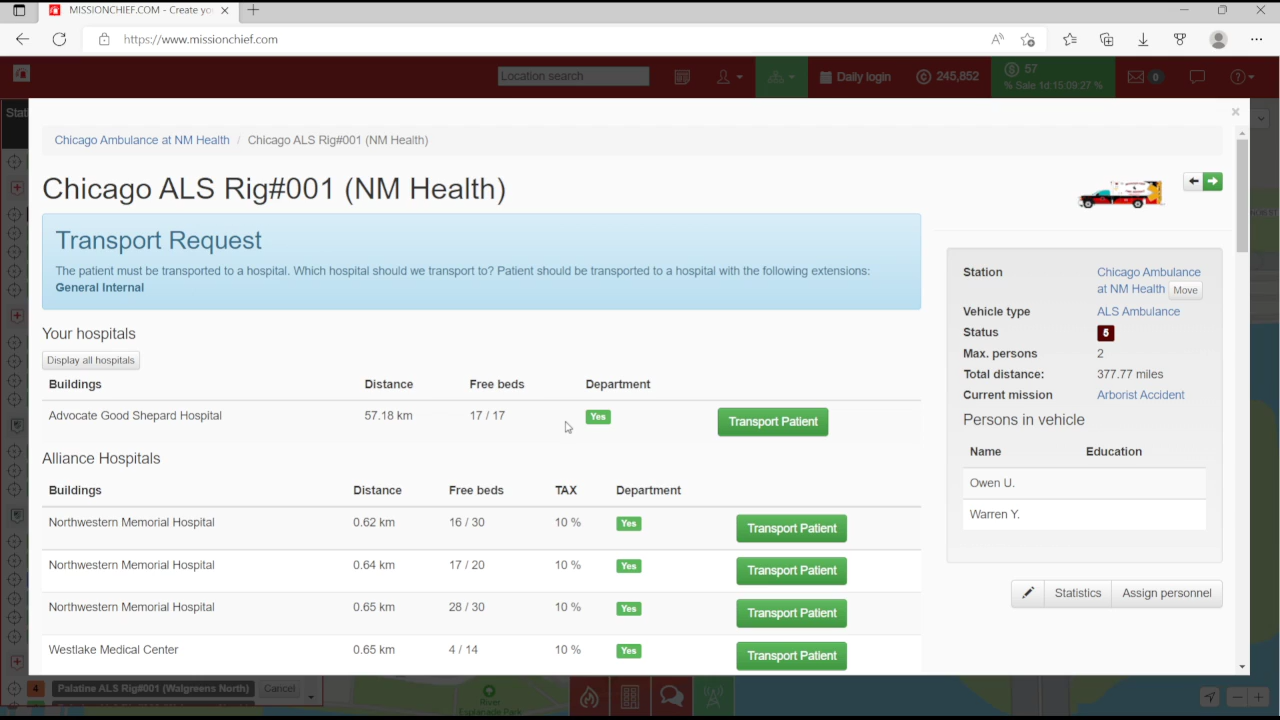 MISSIONCHIEF.COM - Create yo
https://www.missionchief.com
Location search
Daily login
245,852
57
% Sale 1d 15:09:27 %
0
Stati
Chicago Ambulance at NM Health / Chicago ALS Rig#001 (NM Health)
Chicago ALS Rig#001 (NM Health)
Transport Request
The patient must be transported to a hospital. Which hospital should we transport to? Patient should be transported to a hospital with the following extensions:
General Internal
Your hospitals
Display all hospitals
Buildings Distance Free beds Department
Advocate Good Shepard Hospital 57.18 km 17 / 17 Yes Transport Patient
Alliance Hospitals
Buildings Distance Free beds TAX Department
Northwestern Memorial Hospital 0.62 km 16 / 30 10 % Yes Transport Patient
Northwestern Memorial Hospital 0.64 km 17 / 20 10 % Yes Transport Patient
Northwestern Memorial Hospital 0.65 km 28 / 30 10 % Yes Transport Patient
Westlake Medical Center 0.65 km 4 / 14 10 % Yes Transport Patient
Station Chicago Ambulance
at NM Health Move
Vehicle type ALS Ambulance
Status 5
Max. persons 2
Total distance: 377.77 miles
Current mission Arborist Accident
Persons in vehicle
Name Education
Owen U.
Warren Y.
Statistics Assign personnel
4 Palatine ALS Rig#001 (Walgreens North) Cancel
River
Esplanade Park